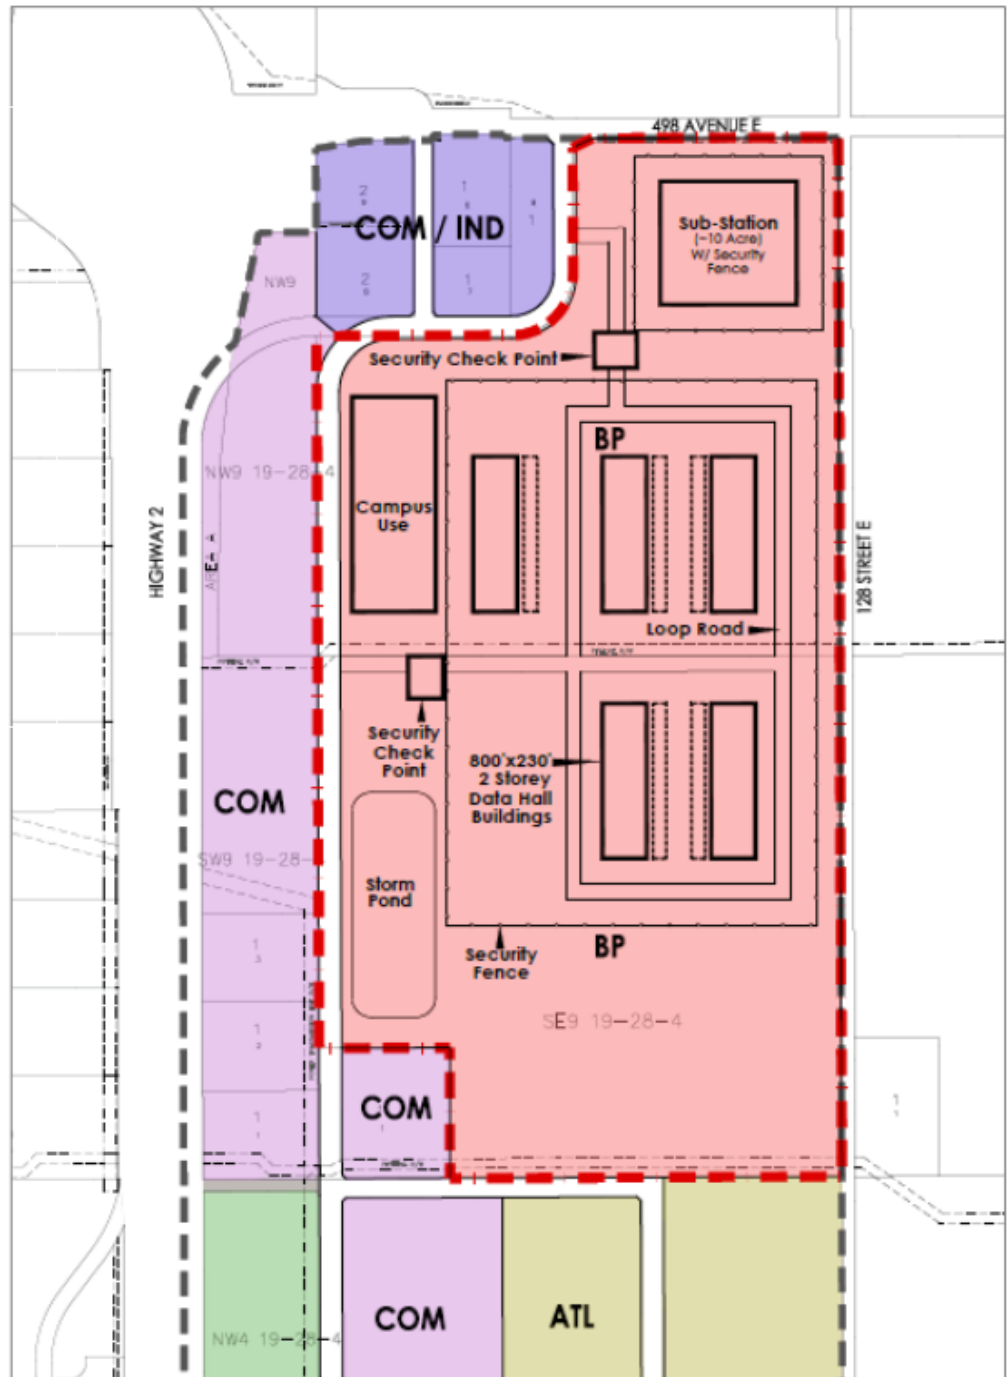 498 AVENUE E
COM / IND
Sub-Station
(~10 Acre)
W/ Security
Fence
NW9
Security Check Point
BP
NW9 19-28-4
Campus
Use
HIGHWAY 2
AREA A
128 STREET E
Loop Road
Security
Check
Point
800'x230'
2 Storey
Data Hall
Buildings
COM
SW9 19-28-
Storm
Pond
Security
Fence
BP
SE9 19-28-4
COM
COM
ATL
NW4 19-28-4